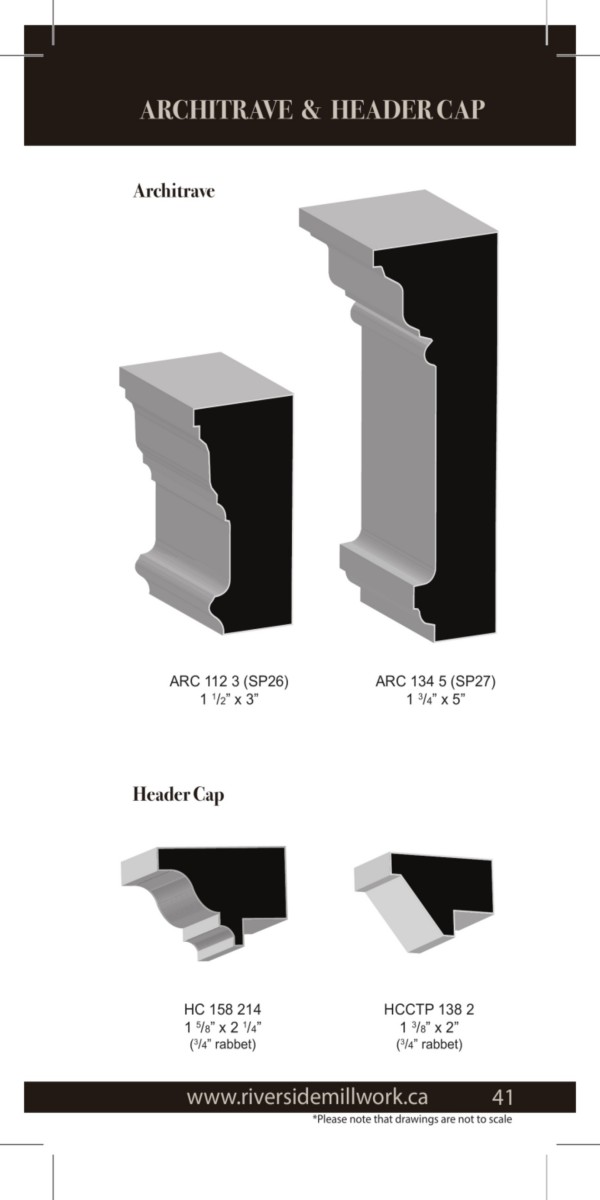 ARCHITRAVE & HEADER CAP
Architrave
ARC 112 3 (SP26)
1 1/2" x 3"
ARC 134 5 (SP27)
1 3/4" x 5"
Header Cap
HC 158 214
1 5/8" x 2 1/4"
(3/4" rabbet)
HCCTP 138 2
1 3/8" x 2"
(3/4" rabbet)
www.riversidemillwork.ca 41
*Please note that drawings are not to scale